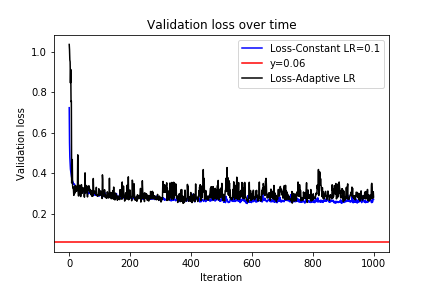 Validation loss over time
Loss-Constant LR=0.1
y=0.06
Loss-Adaptive LR
Validation loss
1.0
0.8
0.6
0.4
0.2
0 200 400 600 800 1000
Iteration